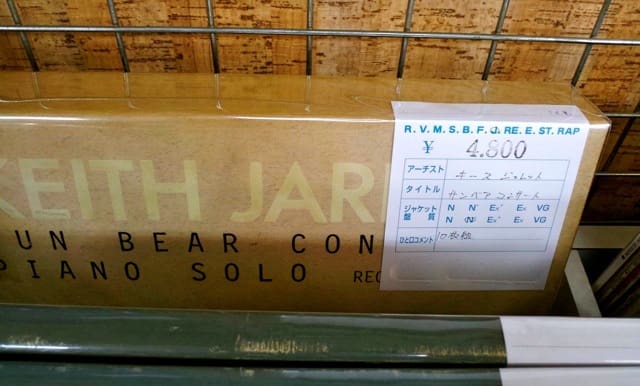 KEITH JAR
UN BEAR CON
PIANO SOLO REC
R. V. M. S. B. F. J. RE. E. ST. RAP
¥ 4.800
アーチスト キース ジャレット
タイトル サンベア コンサート
ジャケット N N⁻ Ex⁺ Ex⁻ VG
盤質 N N⁻ Ex⁺ Ex⁻ VG
ひと口コメント 10枚組